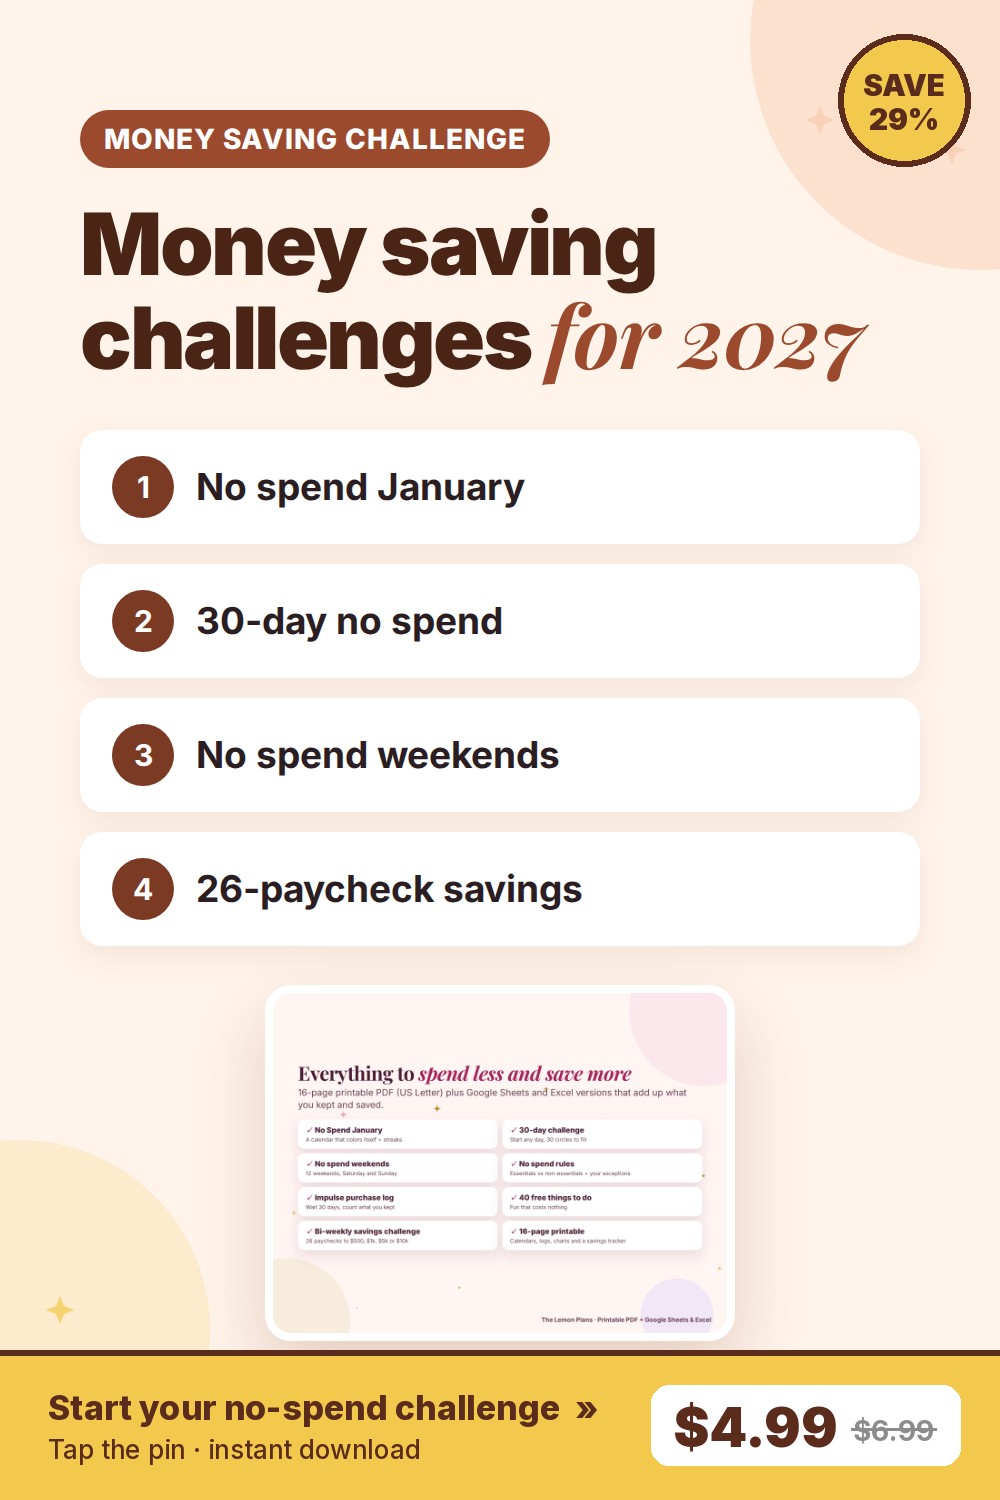 SAVE
29%
MONEY SAVING CHALLENGE
Money saving
challenges for 2027
1 No spend January
2 30-day no spend
3 No spend weekends
4 26-paycheck savings
Everything to spend less and save more
16-page printable PDF (US Letter) plus Google Sheets and Excel versions that add up what
you kept and saved.
✓ No Spend January
A calendar that colors itself + streaks
✓ 30-day challenge
Start any day, 30 circles to fill
✓ No spend weekends
12 weekends, Saturday and Sunday
✓ No spend rules
Essentials vs non-essentials + your exceptions
✓ Impulse purchase log
Wait 30 days, count what you kept
✓ 40 free things to do
Fun that costs nothing
✓ Bi-weekly savings challenge
26 paychecks to $500, $1k, $5k or $10k
✓ 16-page printable
Calendars, logs, charts and a savings tracker
The Lemon Plans · Printable PDF + Google Sheets & Excel
Start your no-spend challenge »
Tap the pin · instant download
$4.99 $6.99